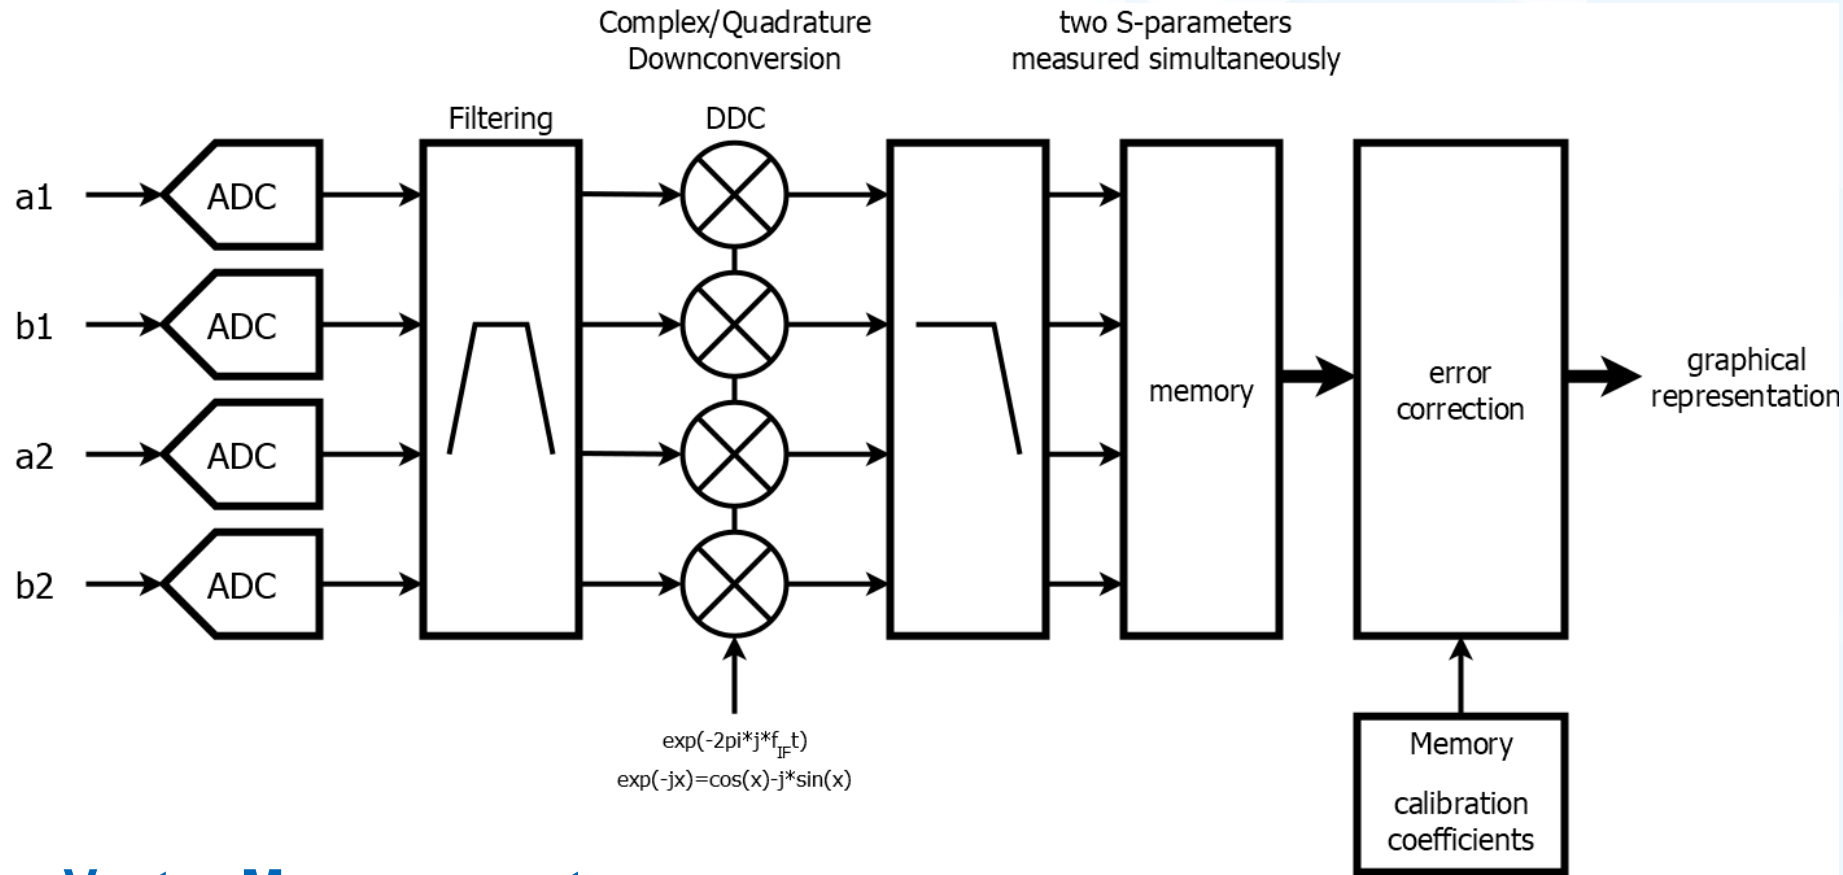 Complex/Quadrature
Downconversion
two S-parameters
measured simultaneously
Filtering
DDC
a1
ADC
b1
ADC
a2
ADC
b2
ADC
memory
error
correction
graphical
representation
exp(-2pi*j*f_IFt)
exp(-jx)=cos(x)-j*sin(x)
Memory
calibration
coefficients